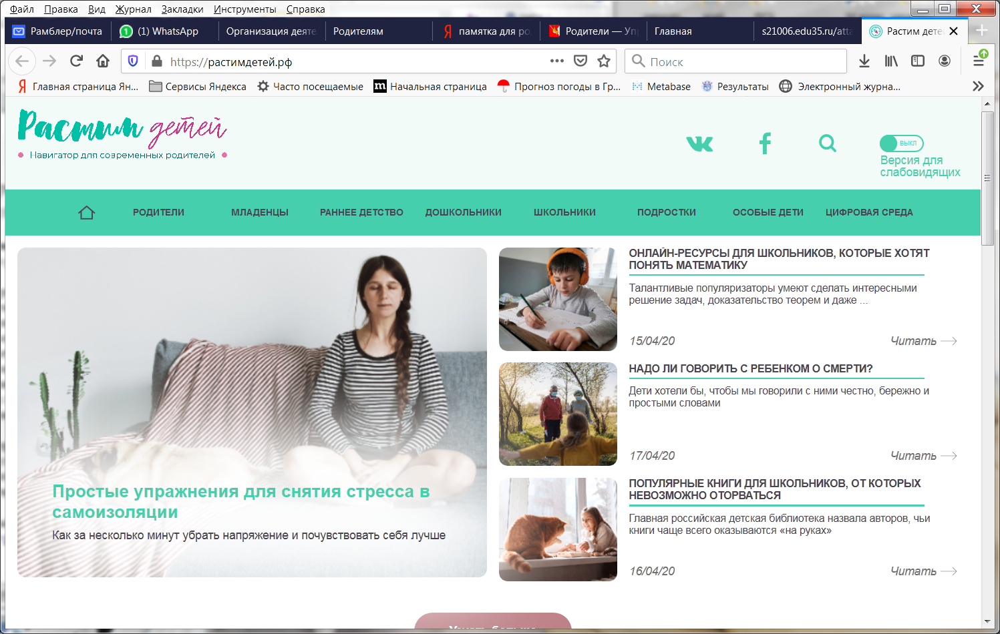 Файл Правка Вид Журнал Закладки Инструменты Справка
Рамблер/почта
(1) WhatsApp
Организация деяте
Родителям
памятка для ро
Родители — Упр
Главная
s21006.edu35.ru/atta
Растим дете
https://растимдетей.рф
Поиск
Главная страница Ян...
Сервисы Яндекса
Часто посещаемые
Начальная страница
Прогноз погоды в Гр...
Metabase
Результаты
Электронный журна...
Растим детей
Навигатор для современных родителей
ВЫКЛ
Версия для
слабовидящих
РОДИТЕЛИ МЛАДЕНЦЫ РАННЕЕ ДЕТСТВО ДОШКОЛЬНИКИ ШКОЛЬНИКИ ПОДРОСТКИ ОСОБЫЕ ДЕТИ ЦИФРОВАЯ СРЕДА
Простые упражнения для снятия стресса в
самоизоляции
Как за несколько минут убрать напряжение и почувствовать себя лучше
ОНЛАЙН-РЕСУРСЫ ДЛЯ ШКОЛЬНИКОВ, КОТОРЫЕ ХОТЯТ
ПОНЯТЬ МАТЕМАТИКУ
Талантливые популяризаторы умеют сделать интересными
решение задач, доказательство теорем и даже ...
15/04/20 Читать
НАДО ЛИ ГОВОРИТЬ С РЕБЕНКОМ О СМЕРТИ?
Дети хотели бы, чтобы мы говорили с ними честно, бережно и
простыми словами
17/04/20 Читать
ПОПУЛЯРНЫЕ КНИГИ ДЛЯ ШКОЛЬНИКОВ, ОТ КОТОРЫХ
НЕВОЗМОЖНО ОТОРВАТЬСЯ
Главная российская детская библиотека назвала авторов, чьи
книги чаще всего оказываются «на руках»
16/04/20 Читать
Узнать больше